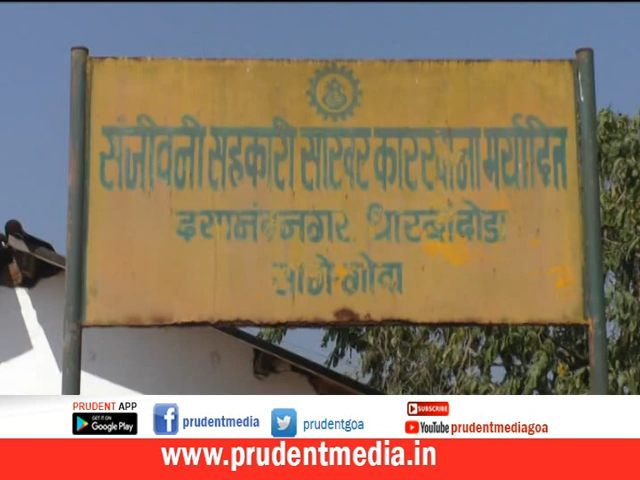 संजीवनी सहकारी साखर कारखाना मर्यादित
दयानंदनगर, धारबांदोडा
सांगे-गोवा
PRUDENT APP
GET IT ON
Google Play
prudentmedia
prudentgoa
SUBSCRIBE
YouTube prudentmediagoa
www.prudentmedia.in